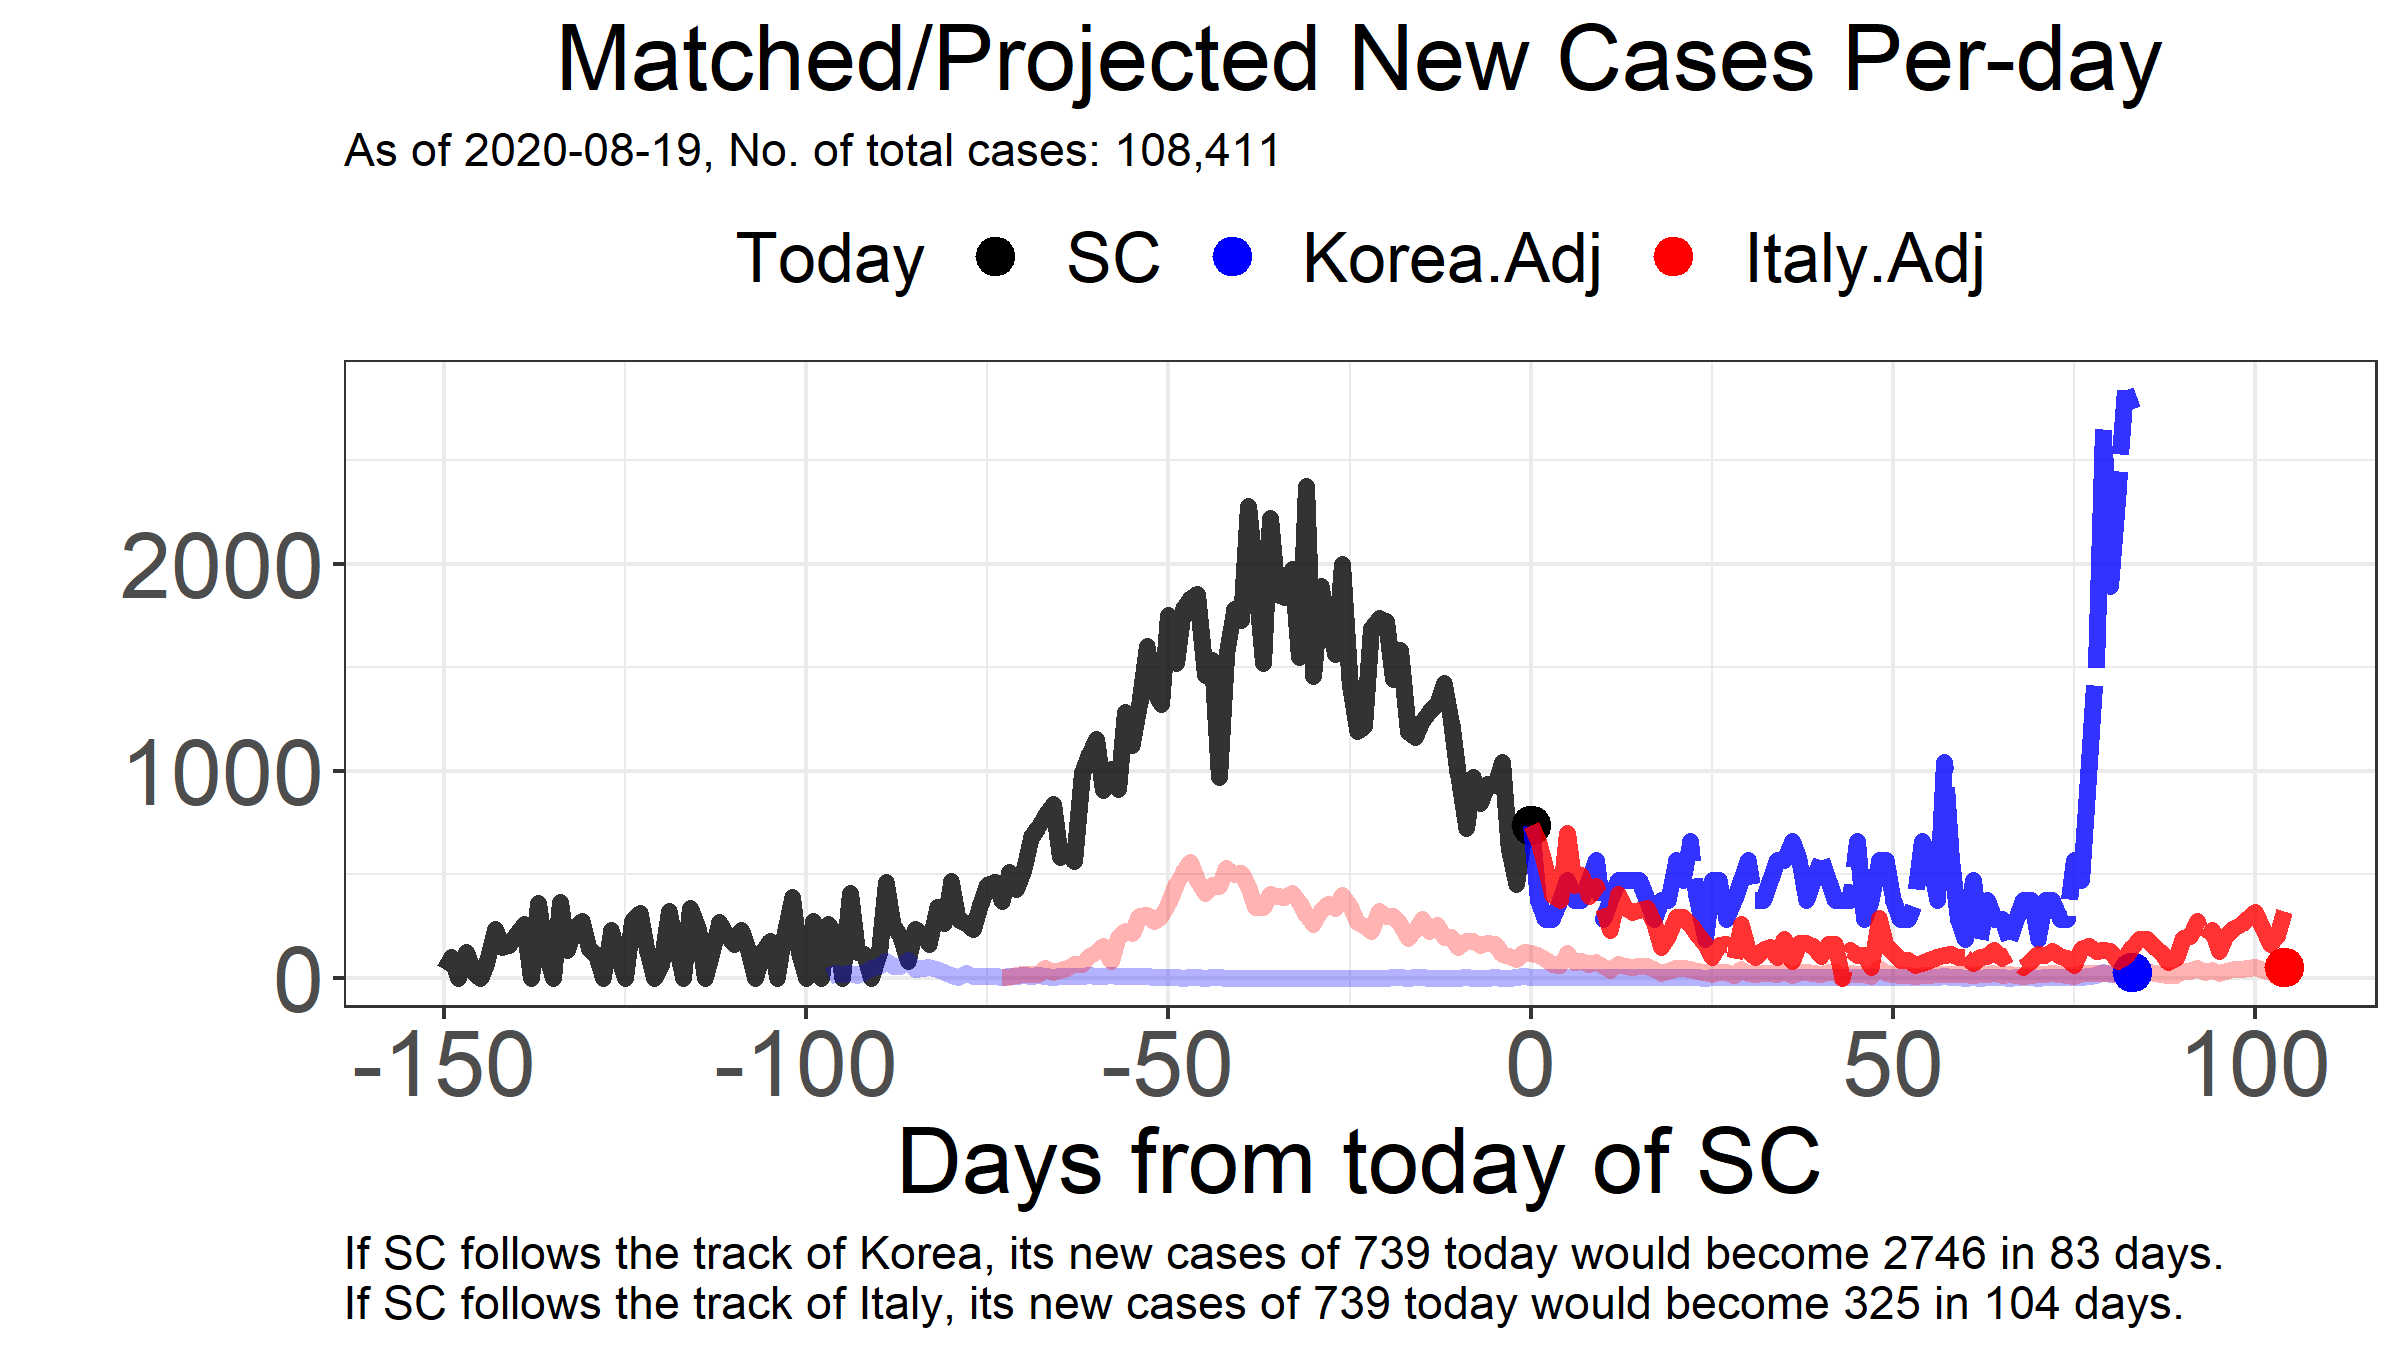 Matched/Projected New Cases Per-day
As of 2020-08-19, No. of total cases: 108,411
Today SC Korea.Adj Italy.Adj
2000
1000
0
-150 -100 -50 0 50 100
Days from today of SC
If SC follows the track of Korea, its new cases of 739 today would become 2746 in 83 days.
If SC follows the track of Italy, its new cases of 739 today would become 325 in 104 days.